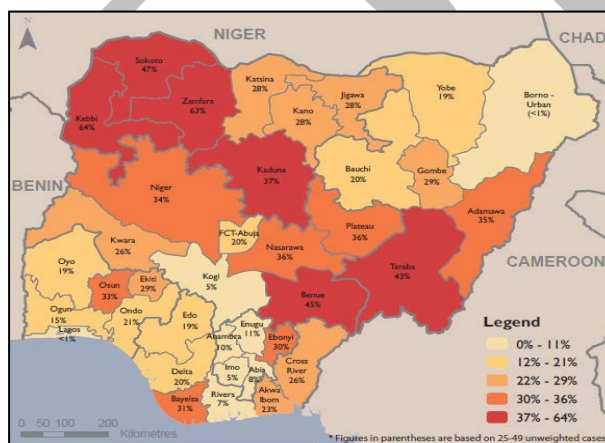 NIGER
CHAD
Sokoto
47%
Katsina
28%
Jigawa
28%
Yobe
19%
Borno -
Urban
(<1%)
Zamfara
63%
Kebbi
64%
Kano
28%
Kaduna
37%
Bauchi
20%
Gombe
29%
BENIN
Niger
34%
Adamawa
35%
Plateau
36%
FCT-Abuja
20%
Nasarawa
36%
Kwara
26%
Taraba
43%
CAMEROON
Oyo
19%
Kogi
5%
Osun
33%
Ekiti
29%
Benue
45%
Ogun
15%
Ondo
21%
Edo
19%
Enugu
11%
Lagos
<1%
Anambra
10%
Ebonyi
30%
Cross
River
26%
Delta
20%
Imo
5%
Abia
8%
Bayelsa
31%
Rivers
7%
Akwa
Ibom
23%
Legend
0% - 11%
12% - 21%
22% - 29%
30% - 36%
37% - 64%
0 50 100 200
Kilometres
* Figures in parentheses are based on 25-49 unweighted cases